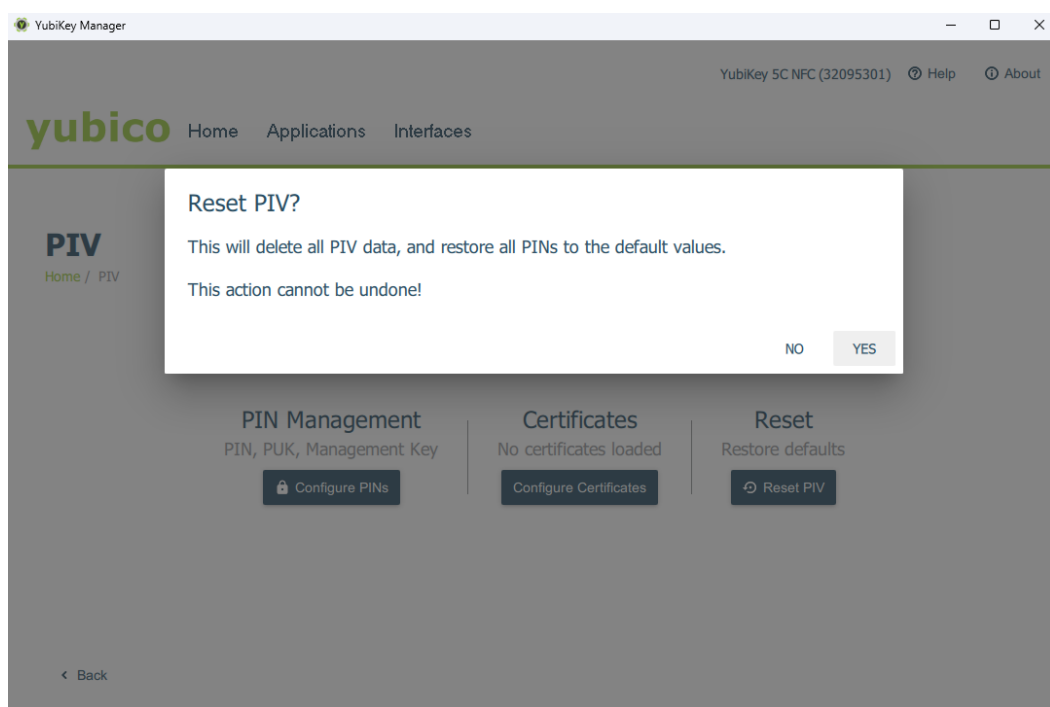 YubiKey Manager
YubiKey 5C NFC (32095301) Help About
yubico Home Applications Interfaces
Reset PIV?
This will delete all PIV data, and restore all PINs to the default values.
This action cannot be undone!
NO YES
PIV
Home / PIV
PIN Management Certificates Reset
PIN, PUK, Management Key No certificates loaded Restore defaults
Configure PINs Configure Certificates Reset PIV
Back